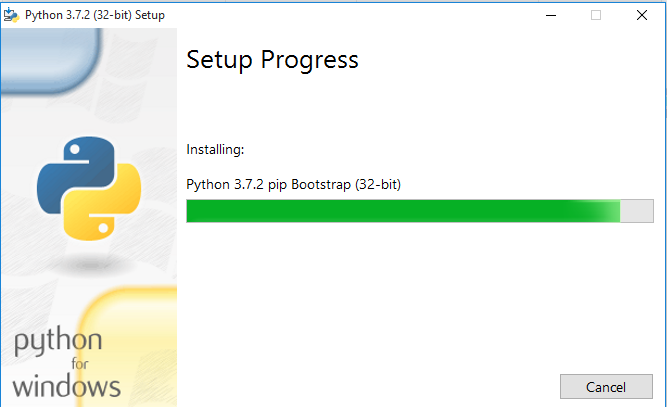 Python 3.7.2 (32-bit) Setup
Setup Progress
Installing:
Python 3.7.2 pip Bootstrap (32-bit)
python
for
windows
Cancel